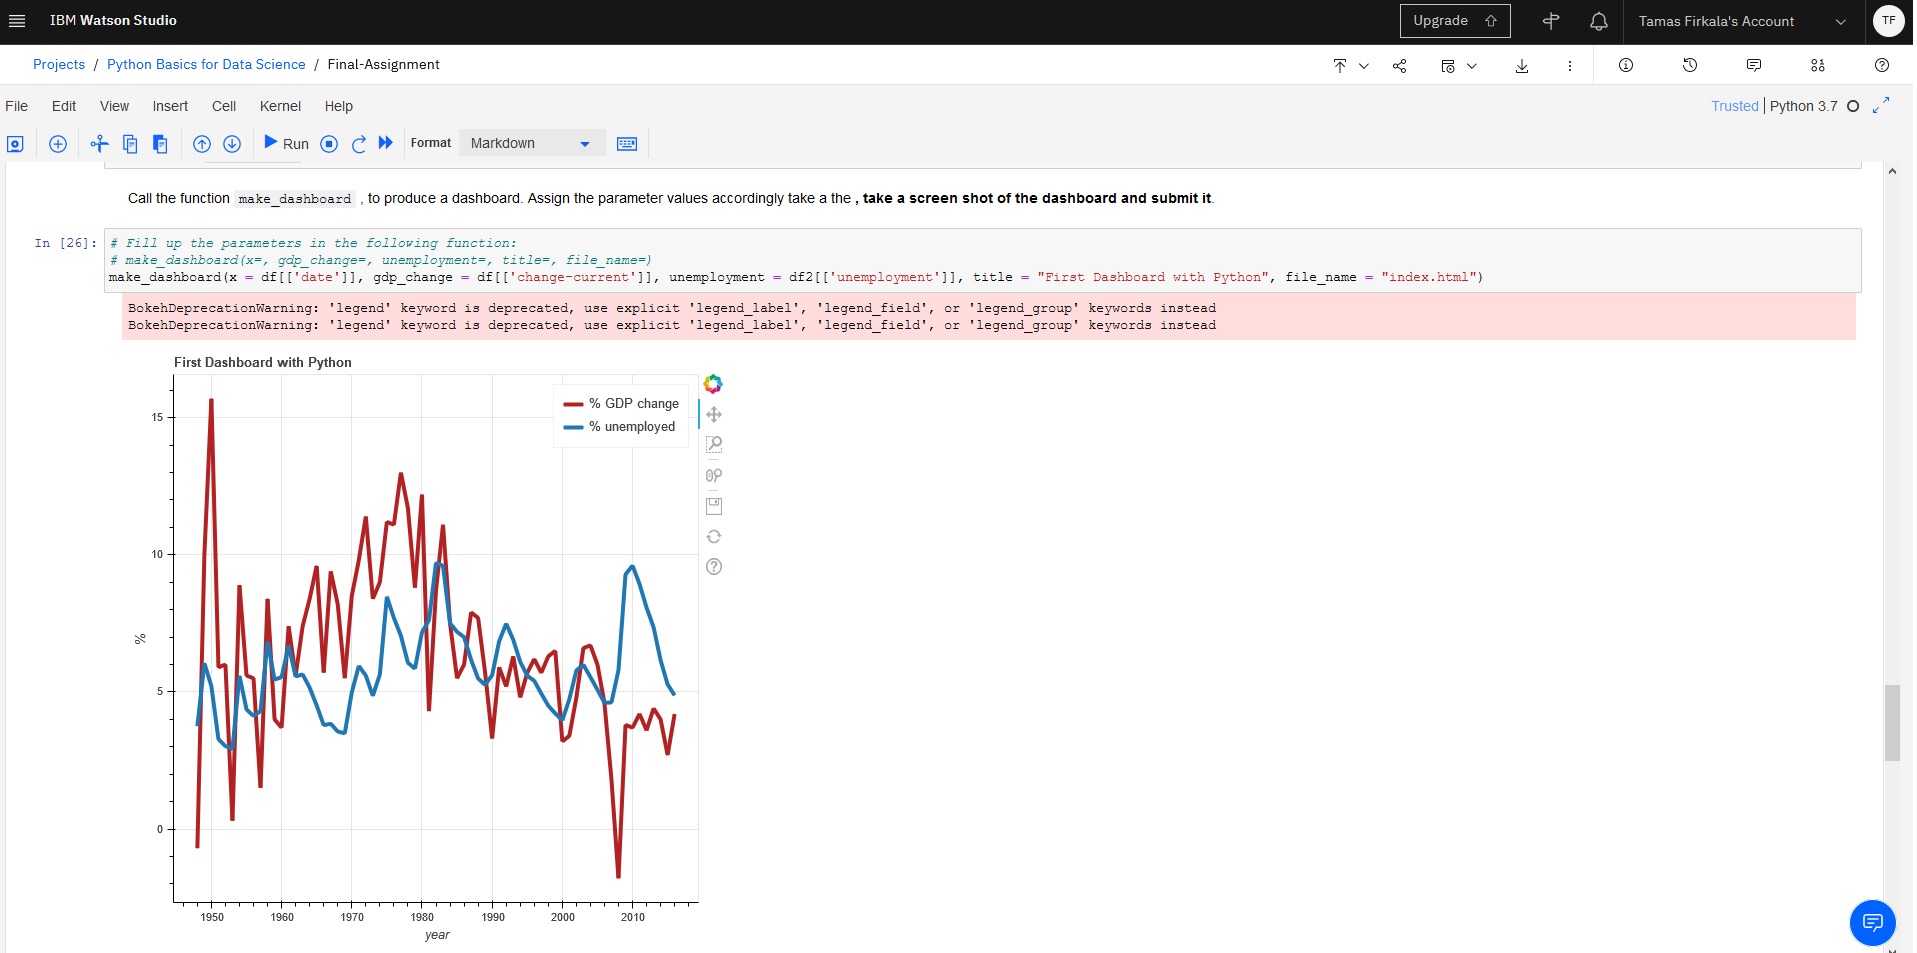 IBM Watson Studio
Upgrade
Tamas Firkala's Account
TF
Projects / Python Basics for Data Science / Final-Assignment
File Edit View Insert Cell Kernel Help
Trusted | Python 3.7
Run
Format
Markdown
Call the function make_dashboard , to produce a dashboard. Assign the parameter values accordingly take a the , take a screen shot of the dashboard and submit it.
In [26]:
# Fill up the parameters in the following function:
# make_dashboard(x=, gdp_change=, unemployment=, title=, file_name=)
make_dashboard(x = df[['date']], gdp_change = df[['change-current']], unemployment = df2[['unemployment']], title = "First Dashboard with Python", file_name = "index.html")
BokehDeprecationWarning: 'legend' keyword is deprecated, use explicit 'legend_label', 'legend_field', or 'legend_group' keywords instead
BokehDeprecationWarning: 'legend' keyword is deprecated, use explicit 'legend_label', 'legend_field', or 'legend_group' keywords instead
First Dashboard with Python
% GDP change
% unemployed
15
10
5
0
%
1950 1960 1970 1980 1990 2000 2010
year